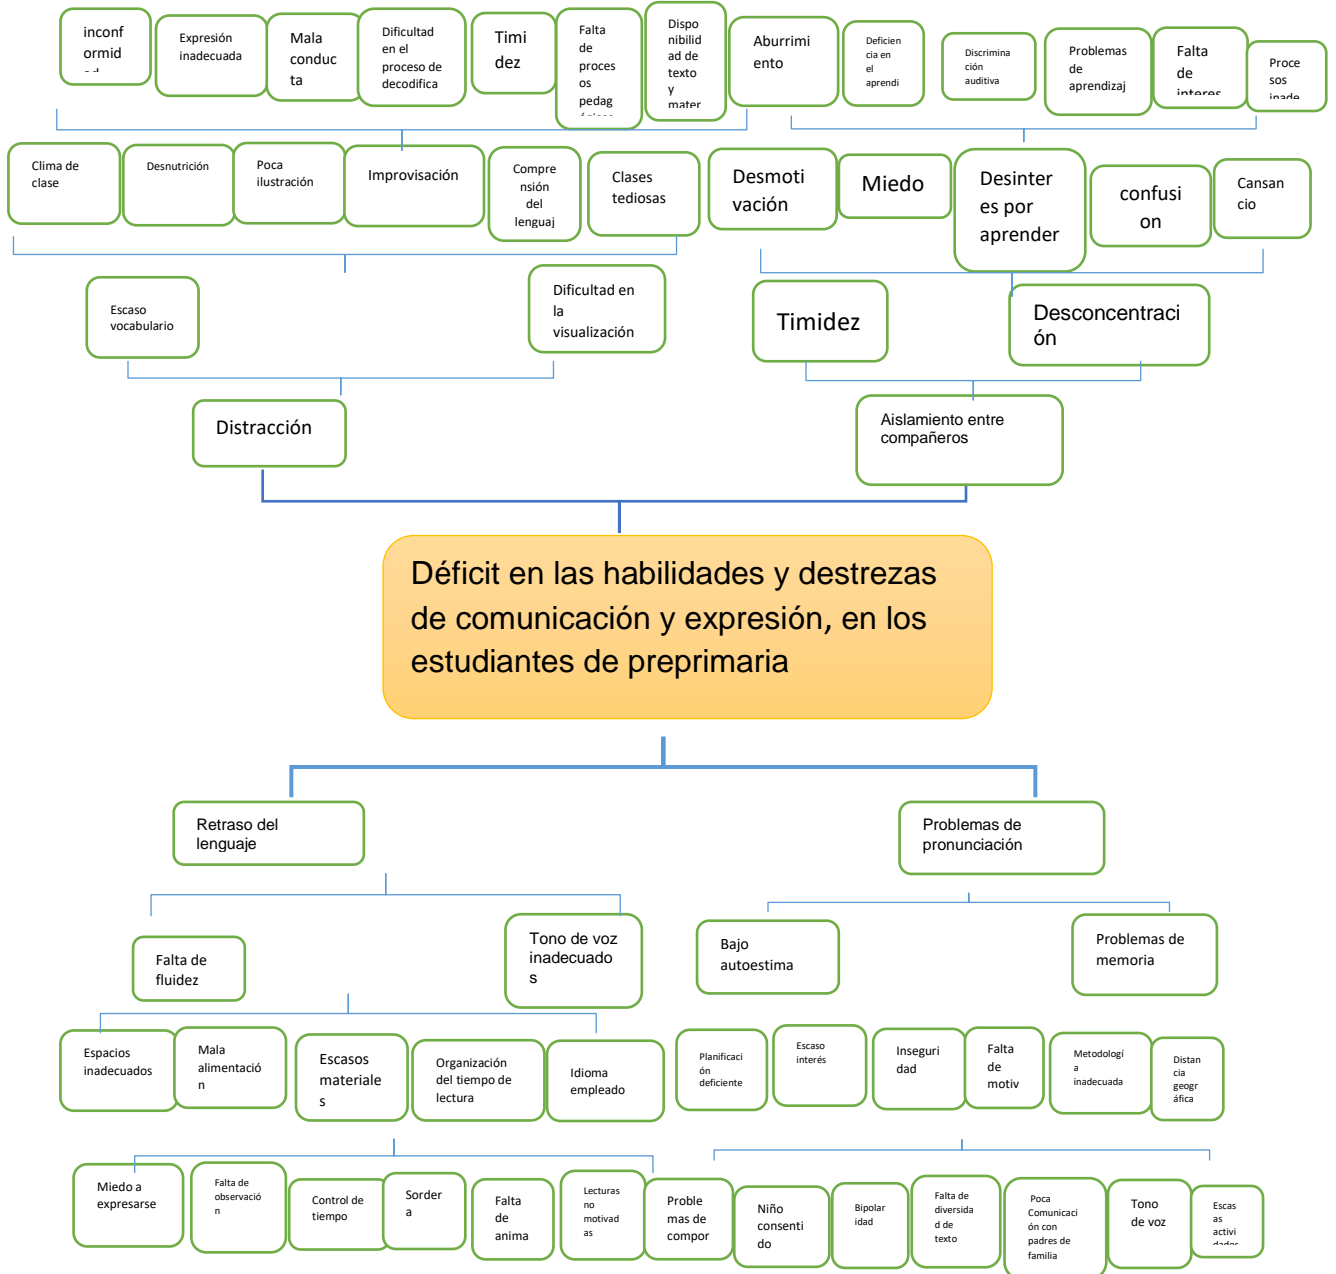 inconf
ormid
Expresión
inadecuada
Mala
conduc
ta
Dificultad
en el
proceso de
decodifica
Timi
dez
Falta
de
proces
os
pedag
Dispo
nibilid
ad de
texto
y
mater
Aburrimi
ento
Deficien
cia en
el
aprendi
Discrimina
ción
auditiva
Problemas
de
aprendizaj
Falta
de
interes
Proce
sos
inade
Clima de
clase
Desnutrición
Poca
ilustración
Improvisación
Compre
nsión
del
lenguaj
Clases
tediosas
Desmoti
vación
Miedo
Desinter
es por
aprender
confusi
on
Cansan
cio
Escaso
vocabulario
Dificultad en
la
visualización
Timidez
Desconcentraci
ón
Distracción
Aislamiento entre
compañeros
Déficit en las habilidades y destrezas
de comunicación y expresión, en los
estudiantes de preprimaria
Retraso del
lenguaje
Problemas de
pronunciación
Falta de
fluidez
Tono de voz
inadecuado
s
Bajo
autoestima
Problemas de
memoria
Espacios
inadecuados
Mala
alimentació
n
Escasos
materiale
s
Organización
del tiempo de
lectura
Idioma
empleado
Planificaci
ón
deficiente
Escaso
interés
Inseguri
dad
Falta
de
motiv
Metodologí
a
inadecuada
Distan
cia
geogr
áfica
Miedo a
expresarse
Falta de
observació
n
Control de
tiempo
Sorder
a
Falta
de
anima
Lecturas
no
motivad
as
Proble
mas de
compor
Niño
consenti
do
Bipolar
idad
Falta de
diversida
d de
texto
Poca
Comunicaci
ón con
padres de
familia
Tono
de voz
Escas
as
activi